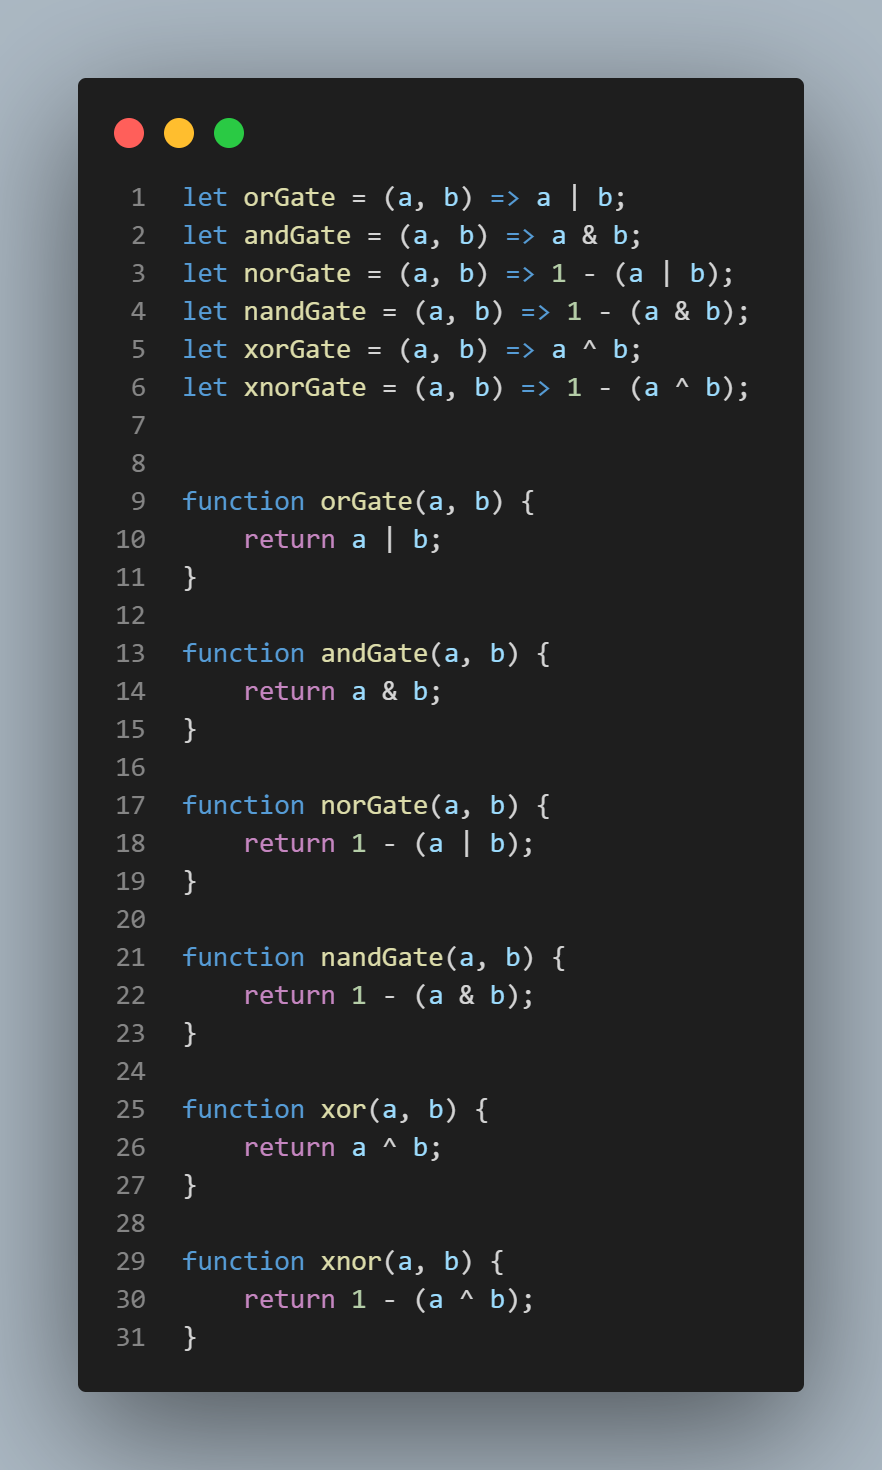 1 let orGate = (a, b) => a | b;
2 let andGate = (a, b) => a & b;
3 let norGate = (a, b) => 1 - (a | b);
4 let nandGate = (a, b) => 1 - (a & b);
5 let xorGate = (a, b) => a ^ b;
6 let xnorGate = (a, b) => 1 - (a ^ b);
7
8
9 function orGate(a, b) {
10     return a | b;
11 }
12
13 function andGate(a, b) {
14     return a & b;
15 }
16
17 function norGate(a, b) {
18     return 1 - (a | b);
19 }
20
21 function nandGate(a, b) {
22     return 1 - (a & b);
23 }
24
25 function xor(a, b) {
26     return a ^ b;
27 }
28
29 function xnor(a, b) {
30     return 1 - (a ^ b);
31 }